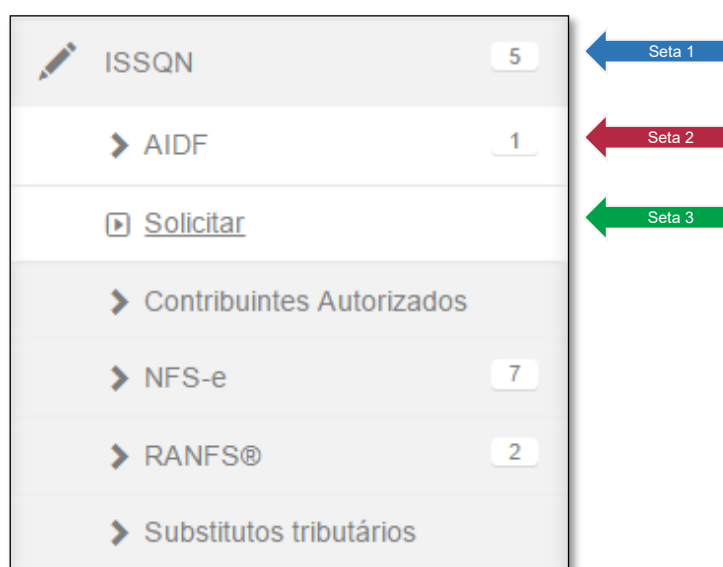 ISSQN 5 Seta 1
AIDF 1 Seta 2
Solicitar Seta 3
Contribuintes Autorizados
NFS-e 7
RANFS® 2
Substitutos tributários